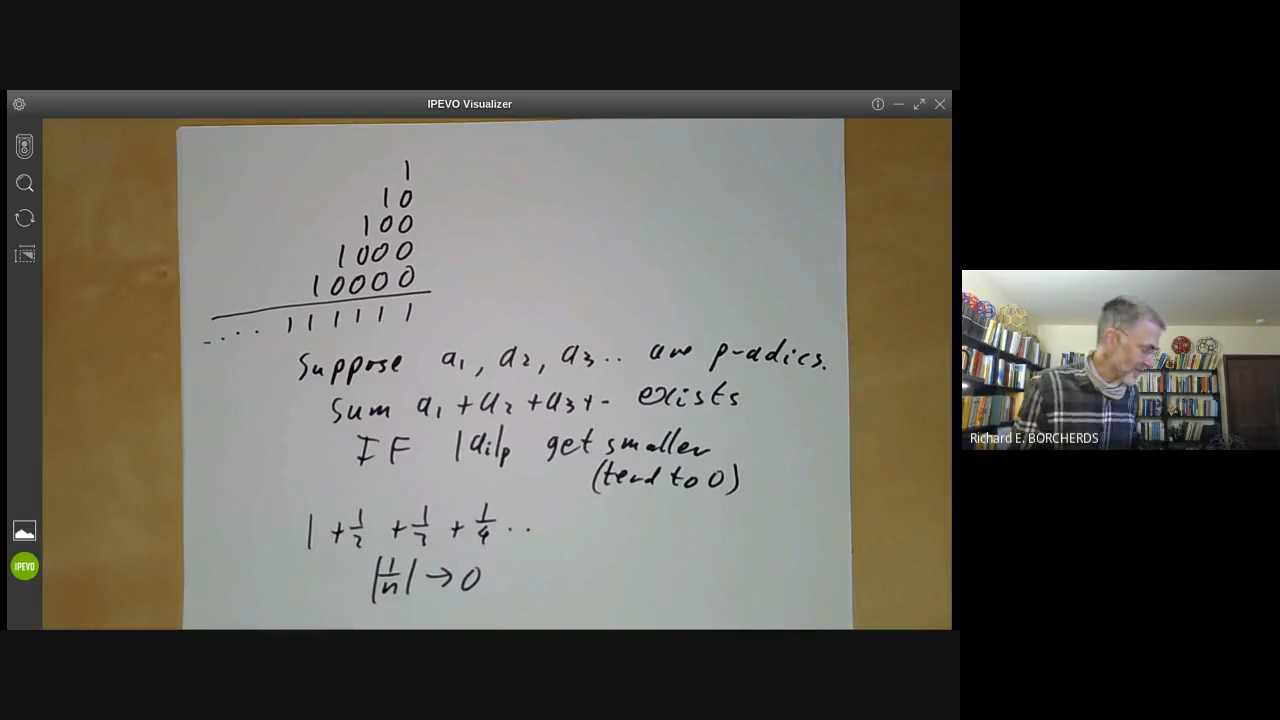 IPEVO Visualizer
1
10
100
1000
10000
..... 111111
Suppose a₁, a₂, a₃.. are p-adics.
Sum a₁ + a₂ + a₃ + - exists
IF |aᵢ|ₚ get smaller
(tend to 0)
1 + 1/2 + 1/3 + 1/4 ..
|1/n| → 0
IPEVO
Richard E. BORCHERDS